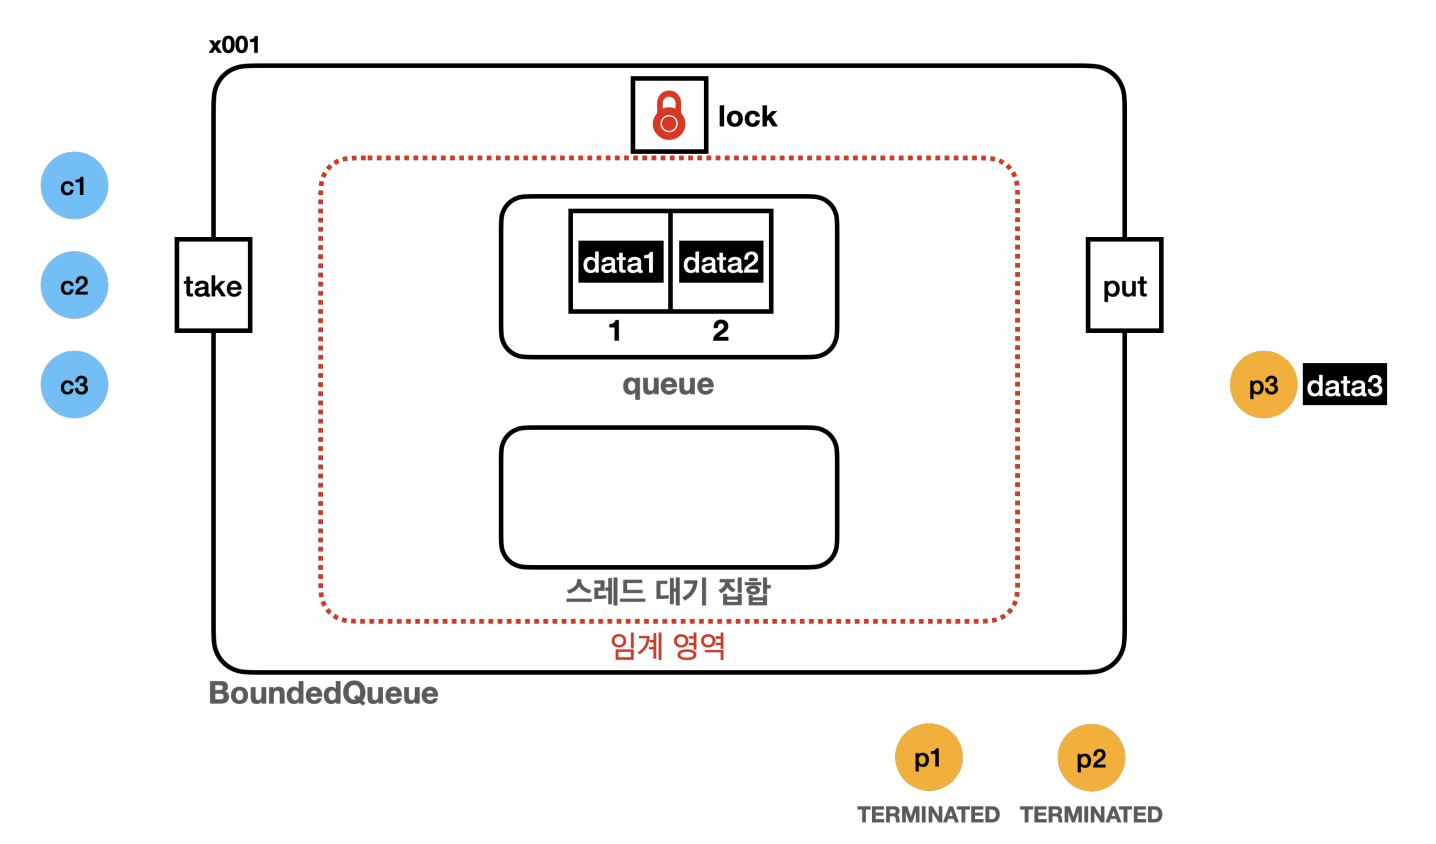 x001
lock
c1
c2
c3
take
data1 data2
1 2
queue
put
p3 data3
스레드 대기 집합
임계 영역
BoundedQueue
p1 p2
TERMINATED TERMINATED